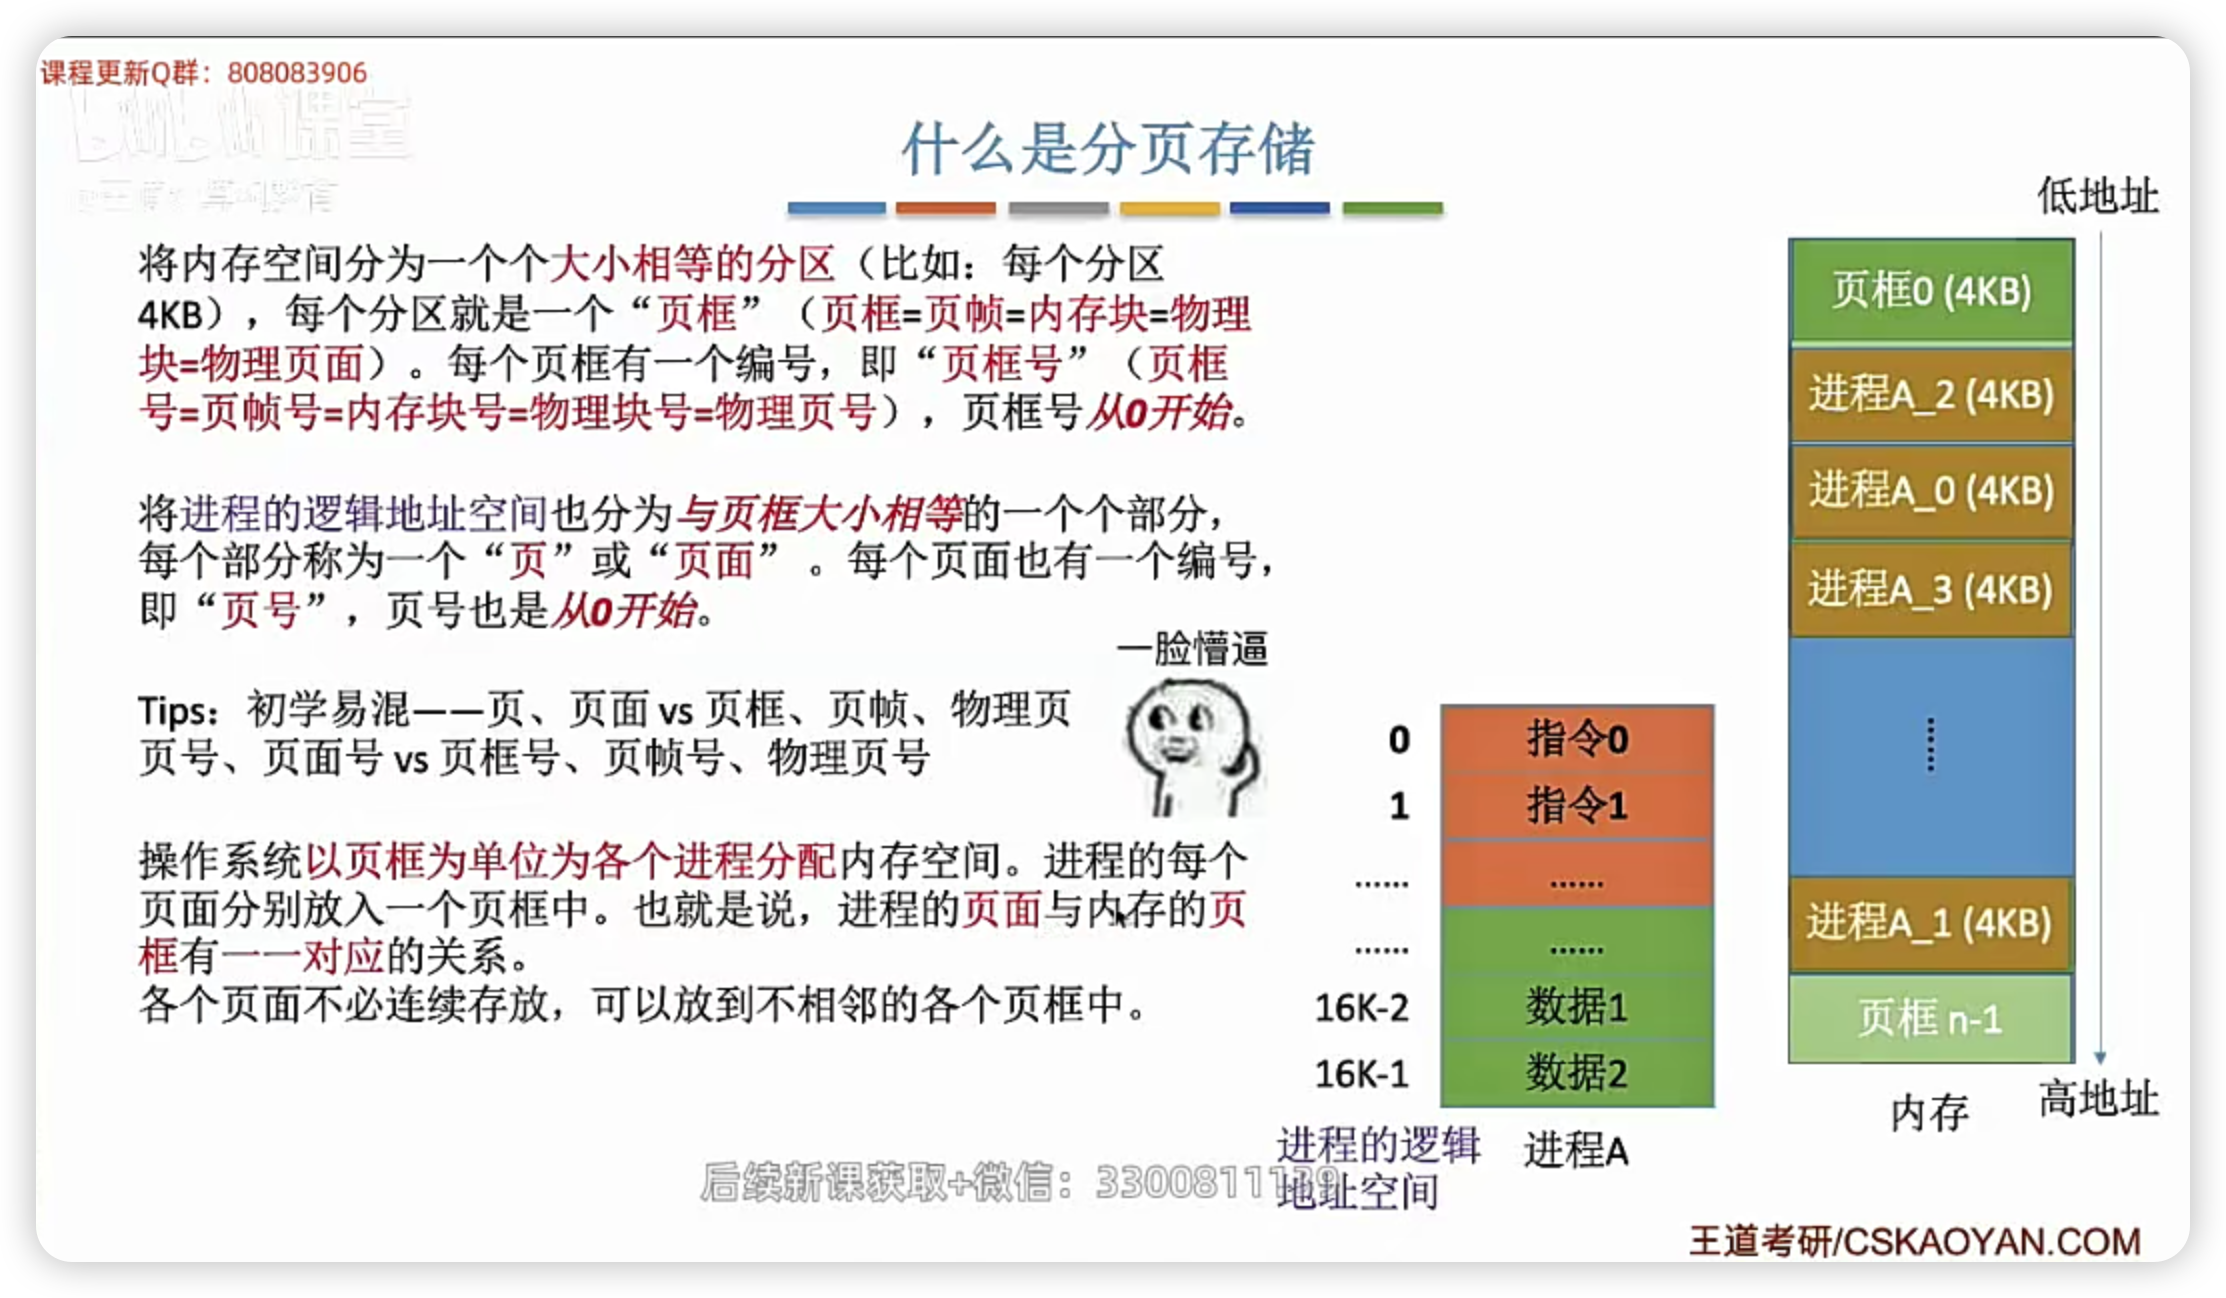 课程更新Q群：808083906
课堂
什么是分页存储
将内存空间分为一个个大小相等的分区（比如：每个分区
4KB），每个分区就是一个“页框”（页框=页帧=内存块=物理
块=物理页面）。每个页框有一个编号，即“页框号”（页框
号=页帧号=内存块号=物理块号=物理页号），页框号从0开始。
将进程的逻辑地址空间也分为与页框大小相等的一个个部分，
每个部分称为一个“页”或“页面” 。每个页面也有一个编号，
即“页号”，页号也是从0开始。
Tips：初学易混——页、页面 vs 页框、页帧、物理页
页号、页面号 vs 页框号、页帧号、物理页号
一脸懵逼
操作系统以页框为单位为各个进程分配内存空间。进程的每个
页面分别放入一个页框中。也就是说，进程的页面与内存的页
框有一一对应的关系。
各个页面不必连续存放，可以放到不相邻的各个页框中。
0 指令0
1 指令1
...... ......
...... ......
16K-2 数据1
16K-1 数据2
进程的逻辑
地址空间
进程A
低地址
页框0 (4KB)
进程A_2 (4KB)
进程A_0 (4KB)
进程A_3 (4KB)
......
进程A_1 (4KB)
页框 n-1
内存
高地址
后续新课获取+微信：3300811139
王道考研/CSKAOYAN.COM